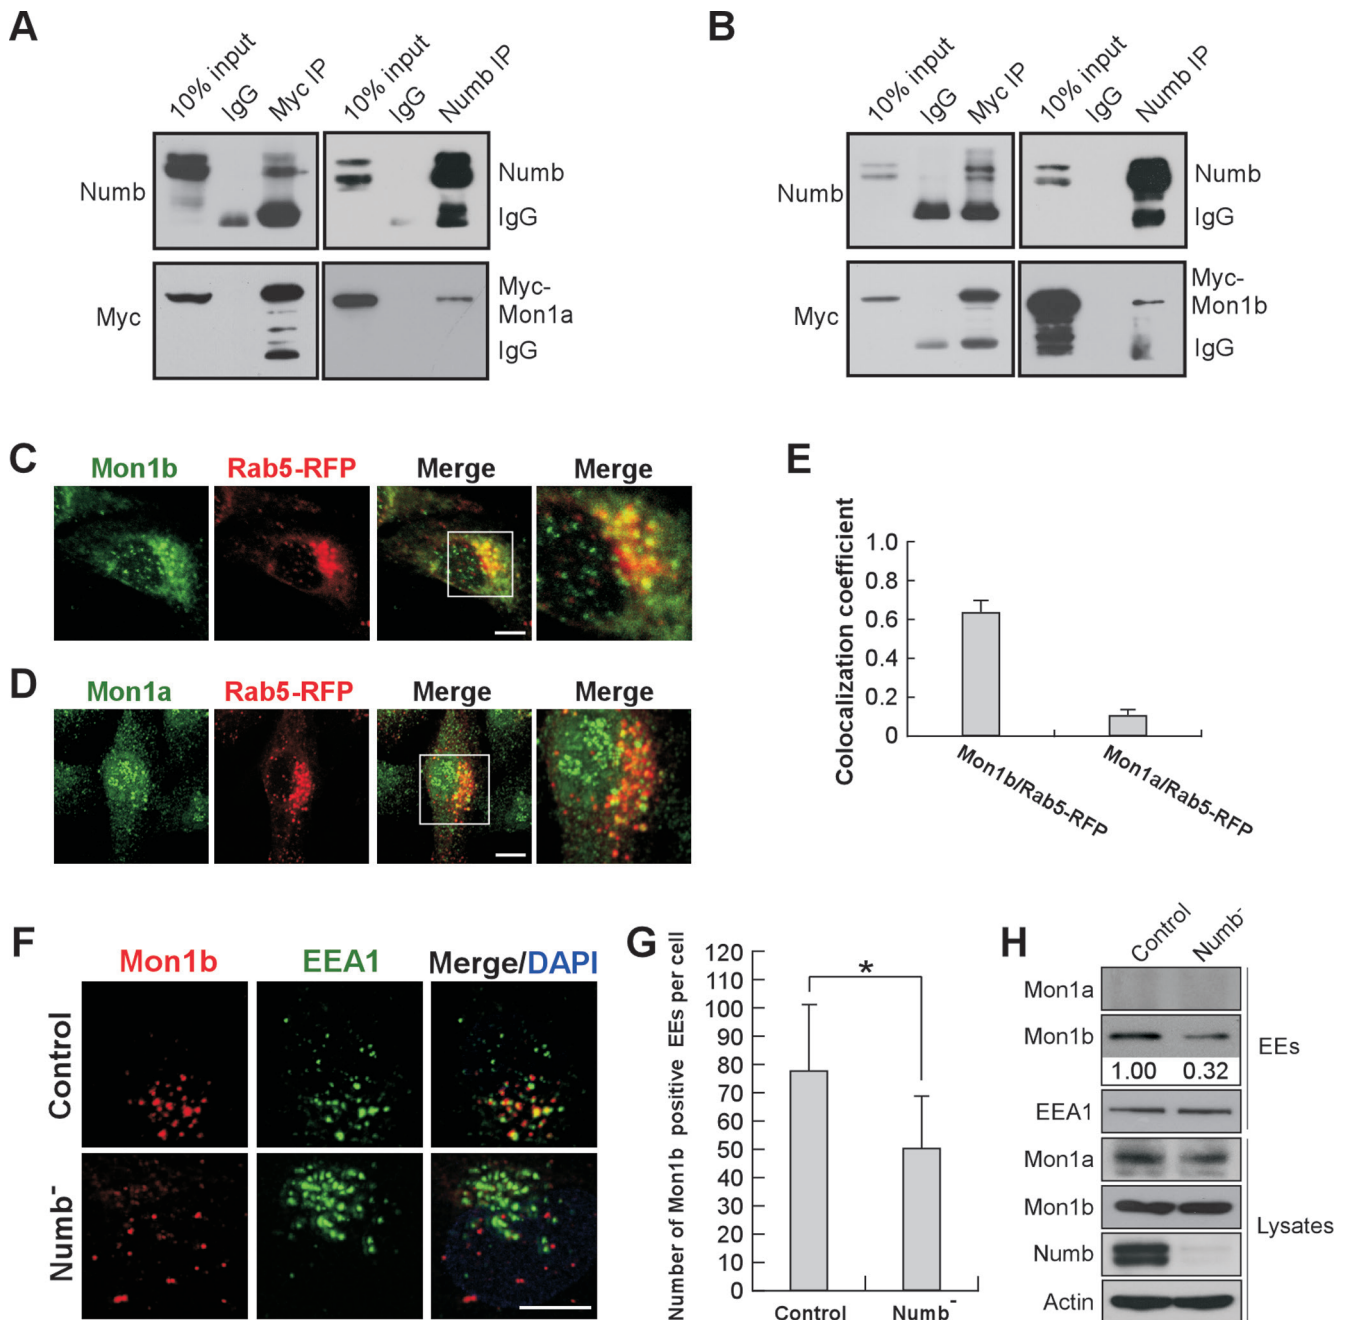 A
10% input IgG Myc IP 10% input IgG Numb IP
Numb
Numb
IgG
Myc
Myc-
Mon1a
IgG
B
10% input IgG Myc IP 10% input IgG Numb IP
Numb
Numb
IgG
Myc
Myc-
Mon1b
IgG
C
Mon1b Rab5-RFP Merge Merge
D
Mon1a Rab5-RFP Merge Merge
E
Colocalization coefficient
1.0
0.8
0.6
0.4
0.2
0
Mon1b/Rab5-RFP Mon1a/Rab5-RFP
F
Mon1b EEA1 Merge/DAPI
Control
Numb⁻
G
Number of Mon1b positive EEs per cell
120
110
100
90
80
70
60
50
40
30
20
10
0
*
Control Numb⁻
H
Control Numb⁻
Mon1a
Mon1b
1.00 0.32
EEA1
EEs
Mon1a
Mon1b
Numb
Actin
Lysates